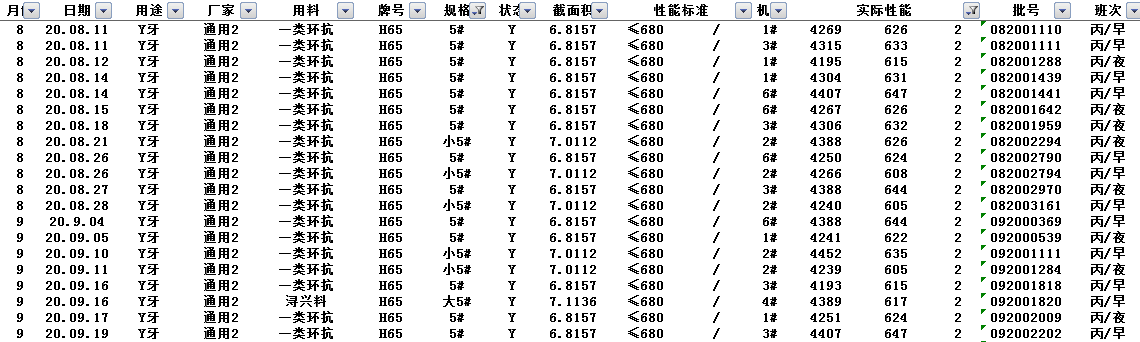 月 日期 用途 厂家 用料 牌号 规格 状态 截面积 性能标准 机 实际性能 批号 班次
8 20.08.11 Y牙 通用2 一类环抗 H65 5# Y 6.8157 ≤680 / 1# 4269 626 2 082001110 丙/早
8 20.08.11 Y牙 通用2 一类环抗 H65 5# Y 6.8157 ≤680 / 3# 4315 633 2 082001111 丙/早
8 20.08.12 Y牙 通用2 一类环抗 H65 5# Y 6.8157 ≤680 / 1# 4195 615 2 082001288 丙/夜
8 20.08.14 Y牙 通用2 一类环抗 H65 5# Y 6.8157 ≤680 / 1# 4304 631 2 082001439 丙/早
8 20.08.14 Y牙 通用2 一类环抗 H65 5# Y 6.8157 ≤680 / 6# 4407 647 2 082001441 丙/早
8 20.08.15 Y牙 通用2 一类环抗 H65 5# Y 6.8157 ≤680 / 6# 4267 626 2 082001642 丙/夜
8 20.08.18 Y牙 通用2 一类环抗 H65 5# Y 6.8157 ≤680 / 3# 4306 632 2 082001959 丙/夜
8 20.08.21 Y牙 通用2 一类环抗 H65 小5# Y 7.0112 ≤680 / 2# 4388 626 2 082002294 丙/夜
8 20.08.26 Y牙 通用2 一类环抗 H65 5# Y 6.8157 ≤680 / 6# 4250 624 2 082002790 丙/早
8 20.08.26 Y牙 通用2 一类环抗 H65 小5# Y 7.0112 ≤680 / 2# 4266 608 2 082002794 丙/早
8 20.08.27 Y牙 通用2 一类环抗 H65 5# Y 6.8157 ≤680 / 3# 4388 644 2 082002970 丙/夜
8 20.08.28 Y牙 通用2 一类环抗 H65 小5# Y 7.0112 ≤680 / 2# 4240 605 2 082003161 丙/早
9 20.9.04 Y牙 通用2 一类环抗 H65 5# Y 6.8157 ≤680 / 6# 4388 644 2 092000369 丙/早
9 20.09.05 Y牙 通用2 一类环抗 H65 5# Y 6.8157 ≤680 / 1# 4241 622 2 092000539 丙/夜
9 20.09.10 Y牙 通用2 一类环抗 H65 小5# Y 7.0112 ≤680 / 2# 4452 635 2 092001111 丙/早
9 20.09.11 Y牙 通用2 一类环抗 H65 小5# Y 7.0112 ≤680 / 2# 4239 605 2 092001284 丙/夜
9 20.09.16 Y牙 通用2 一类环抗 H65 5# Y 6.8157 ≤680 / 3# 4193 615 2 092001818 丙/早
9 20.09.16 Y牙 通用2 浔兴料 H65 大5# Y 7.1136 ≤680 / 4# 4389 617 2 092001820 丙/早
9 20.09.17 Y牙 通用2 一类环抗 H65 5# Y 6.8157 ≤680 / 1# 4251 624 2 092002009 丙/夜
9 20.09.19 Y牙 通用2 一类环抗 H65 5# Y 6.8157 ≤680 / 3# 4407 647 2 092002202 丙/早